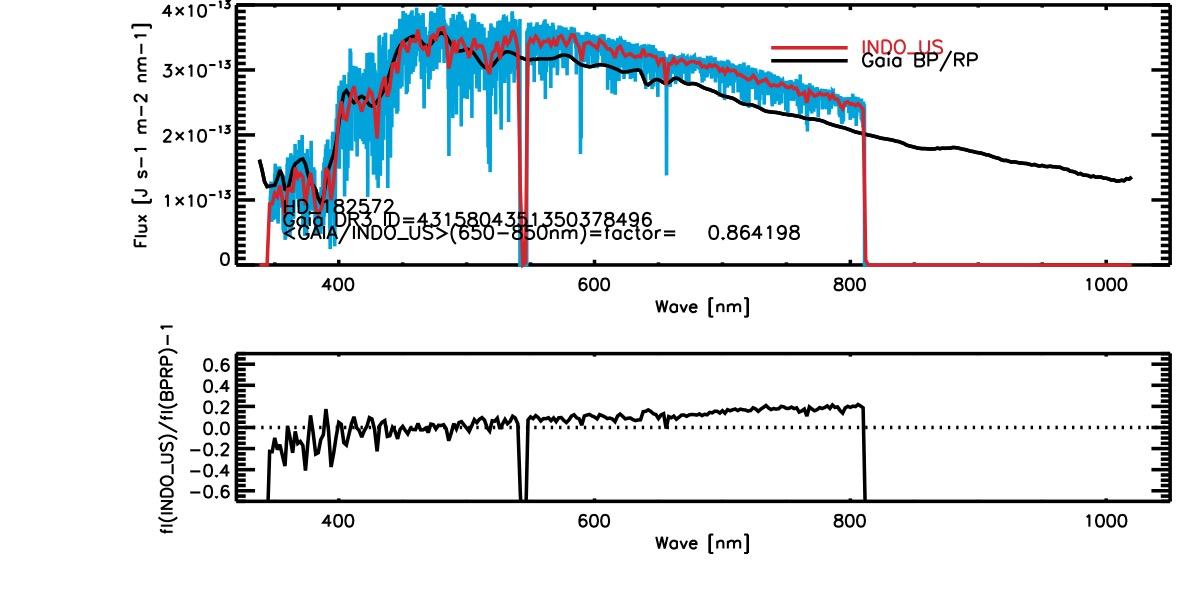 4×10−13
3×10−13
2×10−13
1×10−13
0
Flux [J s−1 m−2 nm−1]
INDO_US
Gaia BP/RP
HD_182572
Gaia DR3 ID=4315804351350378496
<GAIA/INDO_US>(650−850nm)=factor= 0.864198
400 600 800 1000
Wave [nm]
fl(INDO_US)/fl(BPRP)−1
0.6
0.4
0.2
0.0
−0.2
−0.4
−0.6
400 600 800 1000
Wave [nm]